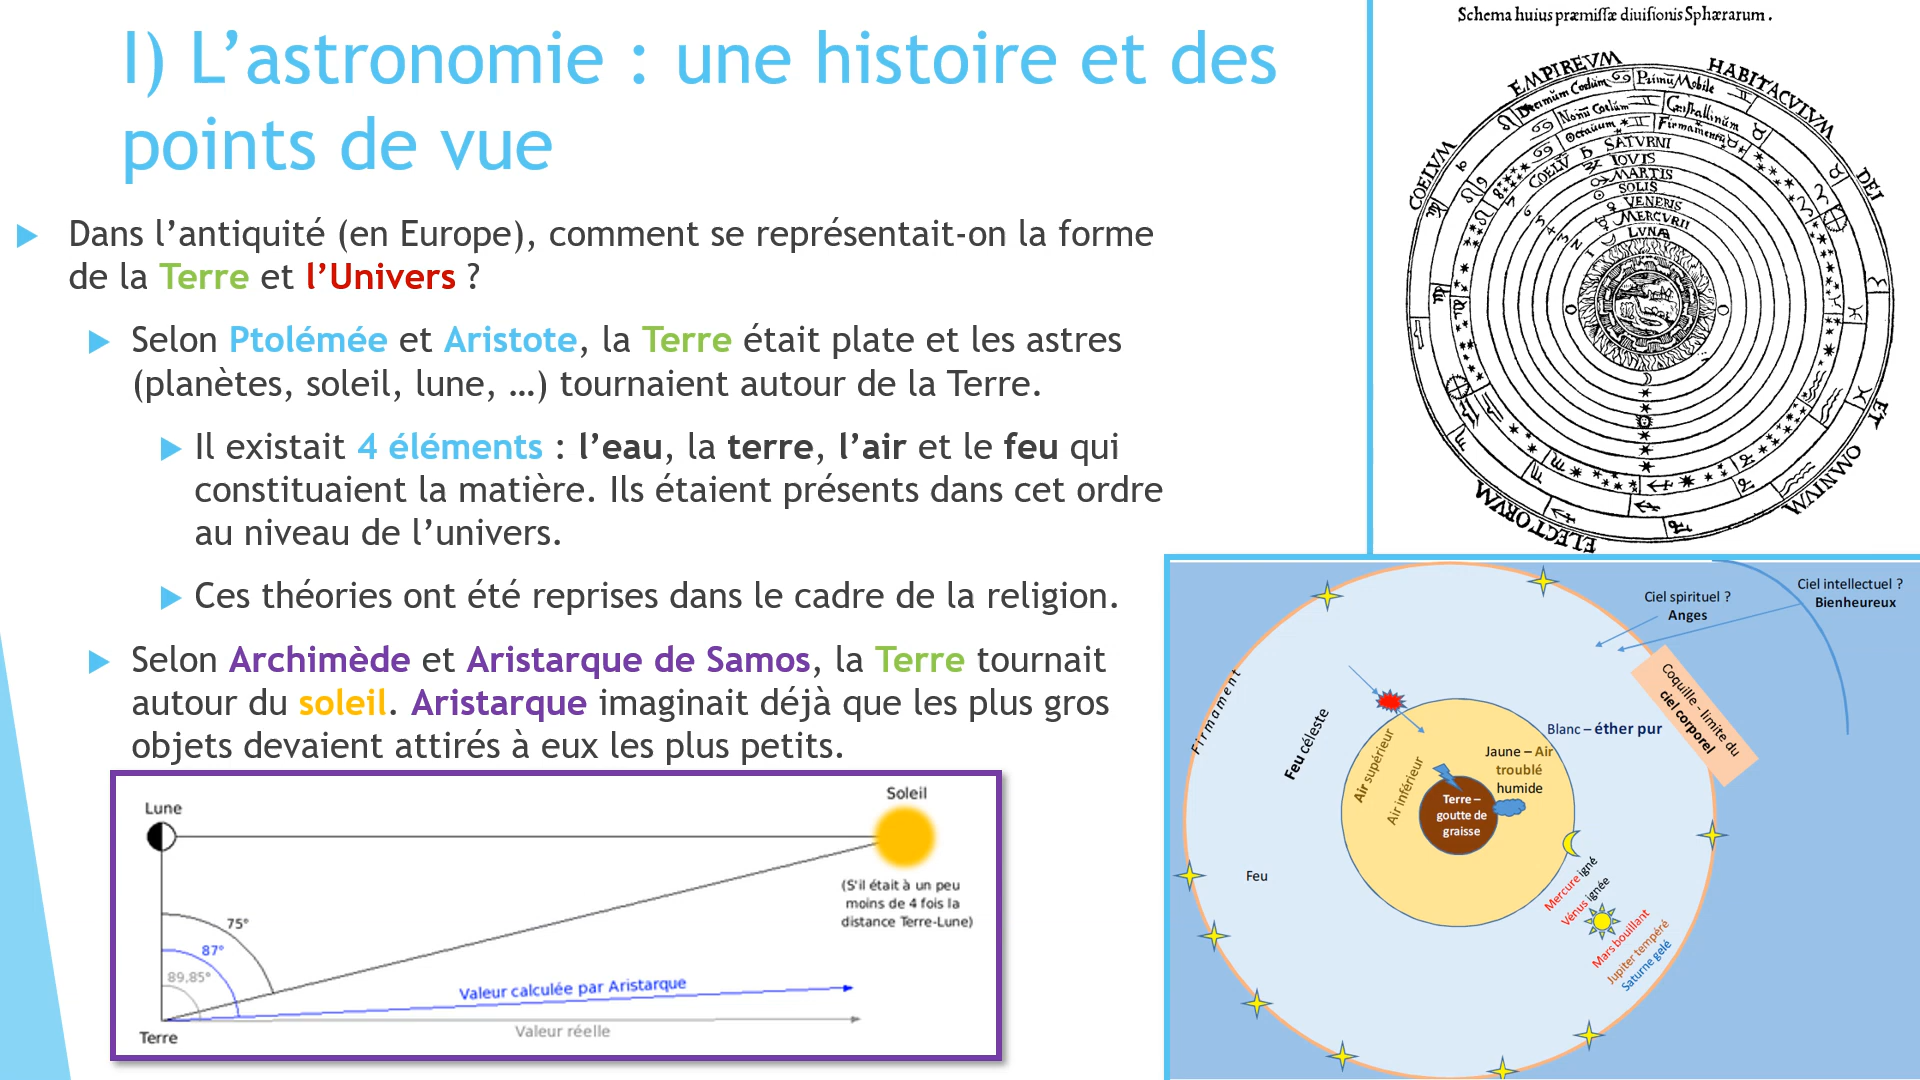 I) L’astronomie : une histoire et des
points de vue
Dans l’antiquité (en Europe), comment se représentait-on la forme
de la Terre et l’Univers ?
Selon Ptolémée et Aristote, la Terre était plate et les astres
(planètes, soleil, lune, …) tournaient autour de la Terre.
Il existait 4 éléments : l’eau, la terre, l’air et le feu qui
constituaient la matière. Ils étaient présents dans cet ordre
au niveau de l’univers.
Ces théories ont été reprises dans le cadre de la religion.
Selon Archimède et Aristarque de Samos, la Terre tournait
autour du soleil. Aristarque imaginait déjà que les plus gros
objets devaient attirés à eux les plus petits.
Lune
Soleil
(S'il était à un peu
moins de 4 fois la
distance Terre-Lune)
75°
87°
89,85°
Valeur calculée par Aristarque
Valeur réelle
Terre
Schema huius præmissæ diuisionis Sphærarum .
COELVM
EMPIREVM
HABITACVLVM
DEI
ET
OMNIVM
ELECTORVM
Decimum Coelum
Primũ Mobile
Nonũ Coelum
Cristallinum
Octauum
Firmamentũ
COELV
SATVRNI
IOVIS
MARTIS
SOLIS
VENERIS
MERCVRII
LVNÆ
Ciel spirituel ?
Anges
Ciel intellectuel ?
Bienheureux
Coquille - limite du
ciel corporel
Firmament
Feu céleste
Air supérieur
Air inférieur
Blanc – éther pur
Jaune – Air
troublé
humide
Terre –
goutte de
graisse
Feu
Mercure igné
Vénus ignée
Mars bouillant
Jupiter tempéré
Saturne gelé